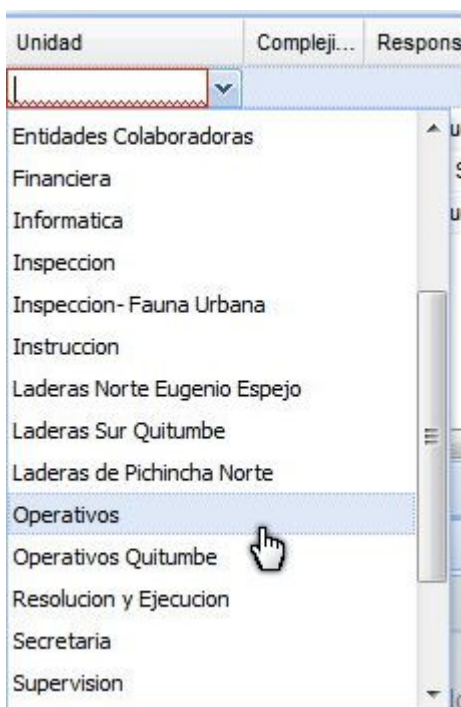 Unidad Compleji... Respons
Entidades Colaboradoras
Financiera
Informatica
Inspeccion
Inspeccion- Fauna Urbana
Instruccion
Laderas Norte Eugenio Espejo
Laderas Sur Quitumbe
Laderas de Pichincha Norte
Operativos
Operativos Quitumbe
Resolucion y Ejecucion
Secretaria
Supervision